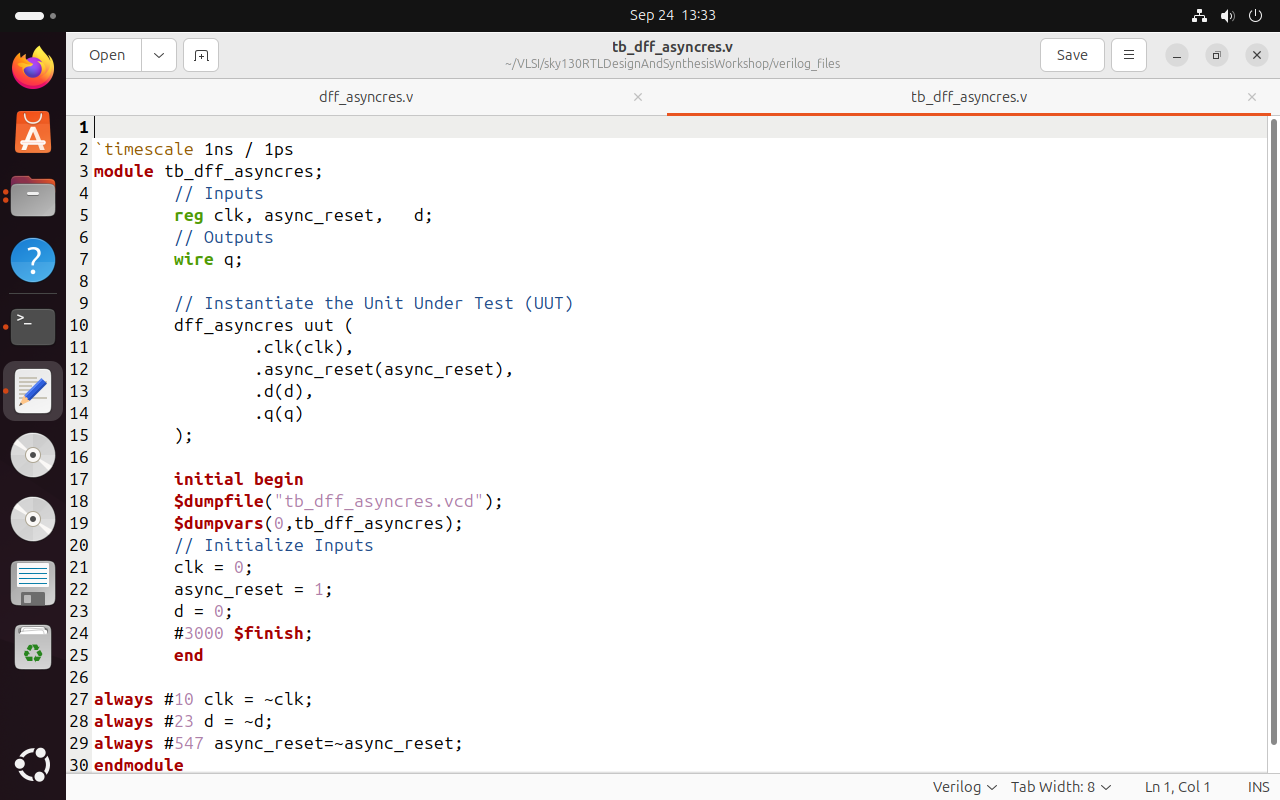 Sep 24 13:33
Open
tb_dff_asyncres.v
~/VLSI/sky130RTLDesignAndSynthesisWorkshop/verilog_files
Save
dff_asyncres.v
tb_dff_asyncres.v
1
2 `timescale 1ns / 1ps
3 module tb_dff_asyncres;
4 // Inputs
5 reg clk, async_reset,   d;
6 // Outputs
7 wire q;
8
9 // Instantiate the Unit Under Test (UUT)
10 dff_asyncres uut (
11 .clk(clk),
12 .async_reset(async_reset),
13 .d(d),
14 .q(q)
15 );
16
17 initial begin
18 $dumpfile("tb_dff_asyncres.vcd");
19 $dumpvars(0,tb_dff_asyncres);
20 // Initialize Inputs
21 clk = 0;
22 async_reset = 1;
23 d = 0;
24 #3000 $finish;
25 end
26
27 always #10 clk = ~clk;
28 always #23 d = ~d;
29 always #547 async_reset=~async_reset;
30 endmodule
Verilog
Tab Width: 8
Ln 1, Col 1
INS